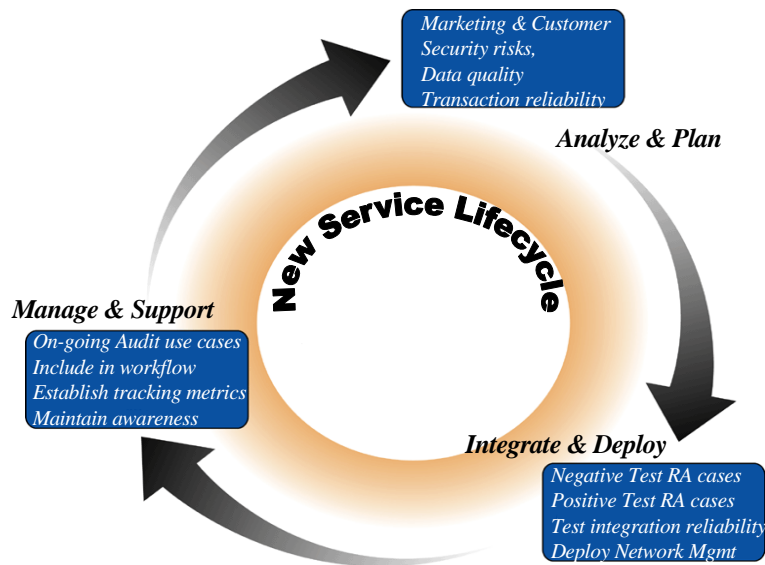 Marketing & Customer
Security risks,
Data quality
Transaction reliability
Analyze & Plan
New Service Lifecycle
Manage & Support
On-going Audit use cases
Include in workflow
Establish tracking metrics
Maintain awareness
Integrate & Deploy
Negative Test RA cases
Positive Test RA cases
Test integration reliability
Deploy Network Mgmt